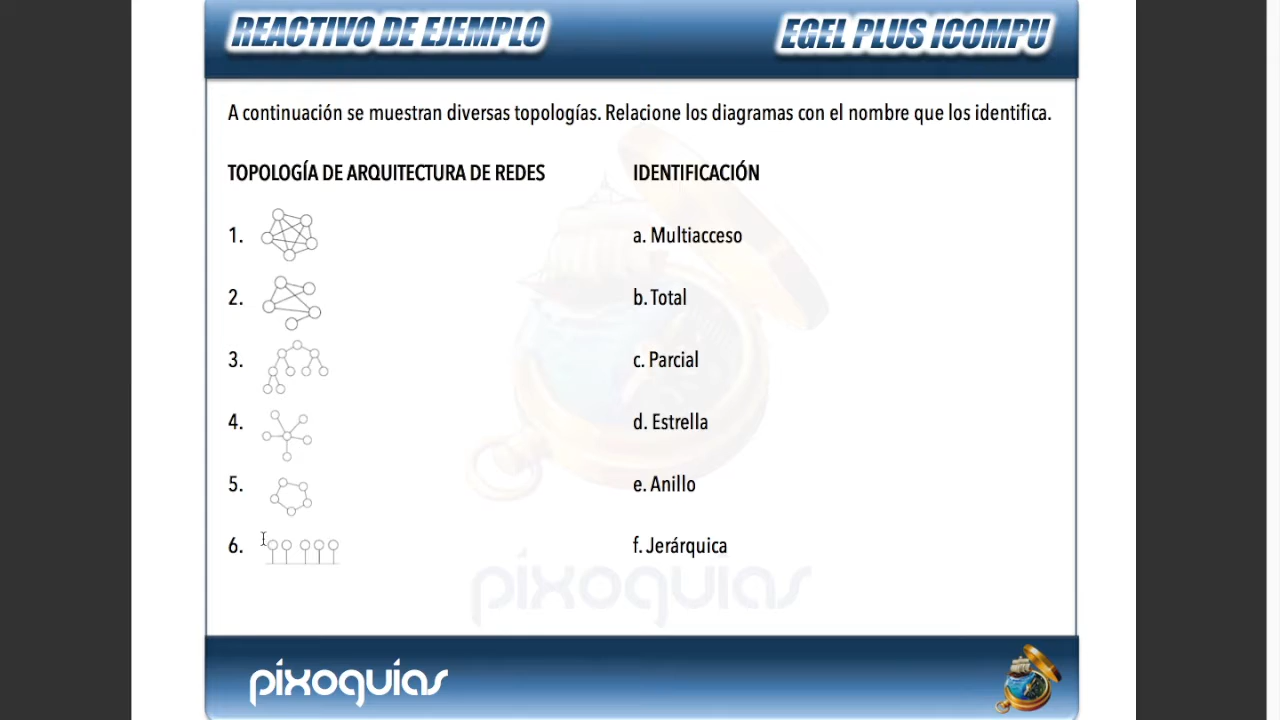 REACTIVO DE EJEMPLO
EGEL PLUS ICOMPU
A continuación se muestran diversas topologías. Relacione los diagramas con el nombre que los identifica.
TOPOLOGÍA DE ARQUITECTURA DE REDES
IDENTIFICACIÓN
1.
a. Multiacceso
2.
b. Total
3.
c. Parcial
4.
d. Estrella
5.
e. Anillo
6.
f. Jerárquica
pixoguías
pixoguías